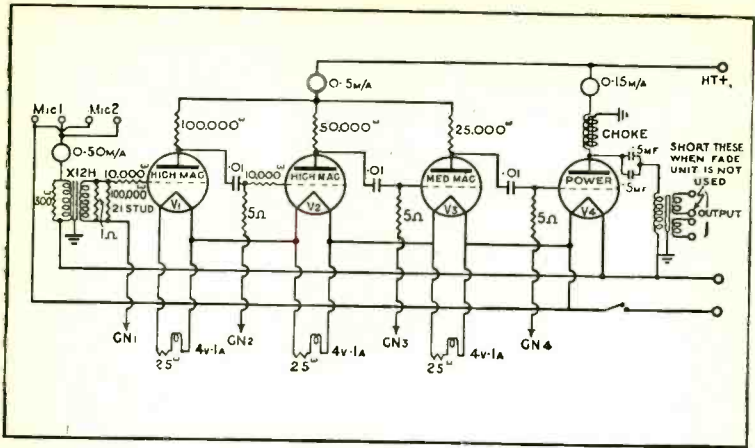 HT+,
0·5M/A
0·15M/A
Mic1
Mic2
100,000ω
50,000ω
25,000ω
CHOKE
0·50M/A
·5MF
·5MF
SHORT THESE
WHEN FADE
UNIT IS NOT
USED
X12H
10,000ω
HIGH MAG
·01
10,000ω
HIGH MAG
·01
MED MAG
·01
POWER
100,000ω
21 STUD
V1
V2
V3
V4
OUTPUT
1Ω
5Ω
5Ω
5Ω
GN1
GN2
GN3
GN4
4V·1A
4V·1A
4V·1A
25ω
25ω
25ω